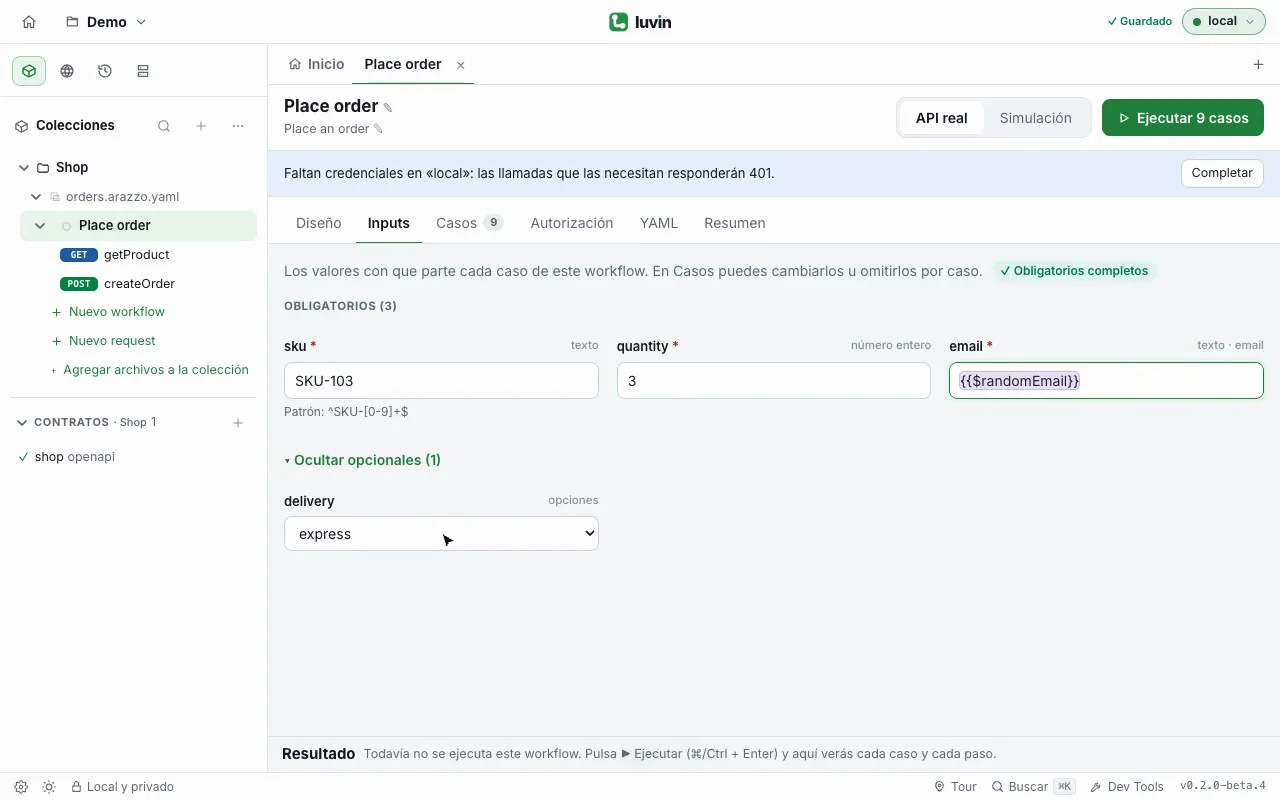 Demo
luvin
Guardado
local
Inicio
Place order
Colecciones
Place order
Place an order
API real
Simulación
Ejecutar 9 casos
Shop
orders.arazzo.yaml
Place order
GET getProduct
POST createOrder
+ Nuevo workflow
+ Nuevo request
+ Agregar archivos a la colección
CONTRATOS · Shop 1
shop openapi
Faltan credenciales en «local»: las llamadas que las necesitan responderán 401.
Completar
Diseño
Inputs
Casos 9
Autorización
YAML
Resumen
Los valores con que parte cada caso de este workflow. En Casos puedes cambiarlos u omitirlos por caso.
Obligatorios completos
OBLIGATORIOS (3)
sku * texto
SKU-103
Patrón: ^SKU-[0-9]+$
quantity * número entero
3
email * texto · email
{{$randomEmail}}
Ocultar opcionales (1)
delivery opciones
express
Resultado Todavía no se ejecuta este workflow. Pulsa ▶ Ejecutar (⌘/Ctrl + Enter) y aquí verás cada caso y cada paso.
Local y privado
Tour
Buscar ⌘K
Dev Tools
v0.2.0-beta.4